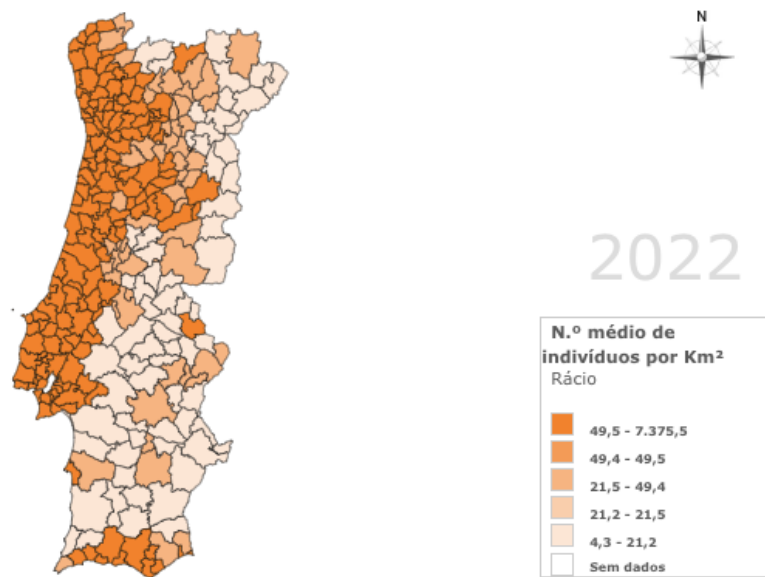 N
2022
N.º médio de
indivíduos por Km²
Rácio
49,5 - 7.375,5
49,4 - 49,5
21,5 - 49,4
21,2 - 21,5
4,3 - 21,2
Sem dados